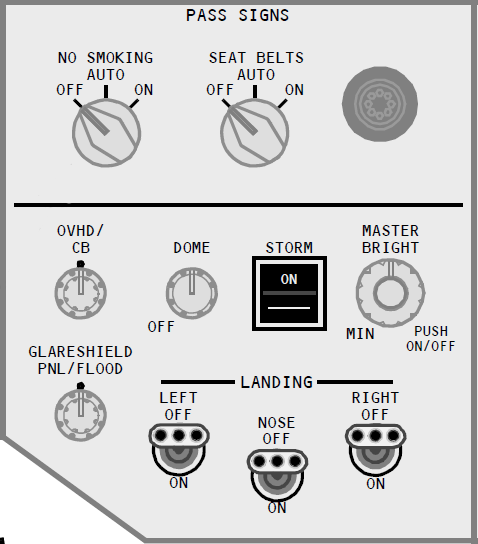 PASS SIGNS
NO SMOKING
AUTO
OFF
ON
SEAT BELTS
AUTO
OFF
ON
OVHD/
CB
DOME
OFF
STORM
ON
MASTER
BRIGHT
MIN
PUSH
ON/OFF
GLARESHIELD
PNL/FLOOD
LANDING
LEFT
OFF
ON
NOSE
OFF
ON
RIGHT
OFF
ON